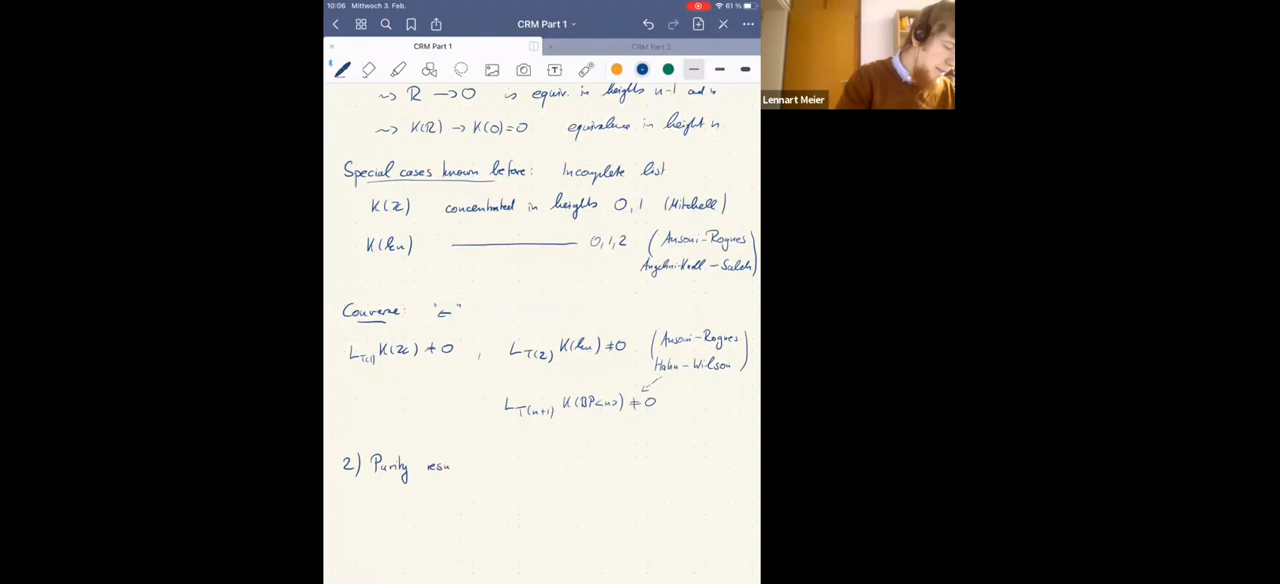 10:06 Mittwoch 3. Feb.
61 %
CRM Part 1
CRM Part 1
CRM Part 2
T
Lennart Meier
⇝ R → 0 is equiv. in heights n-1 and n
⇝ K(R) → K(0) = 0 equivalence in height n
Special cases known before: Incomplete list
K(Z) concentrated in heights 0, 1 (Mitchell)
K(ku) ———— 0, 1, 2 (Ausoni-Rognes
Angelini-Knoll - Salch)
Converse: "⇐"
L_{T(1)} K(Z) ≠ 0 , L_{T(2)} K(ku) ≠ 0 (Ausoni-Rognes
Hahn-Wilson)
L_{T(n+1)} K(BP<n>) ≠ 0
2) Purity resu